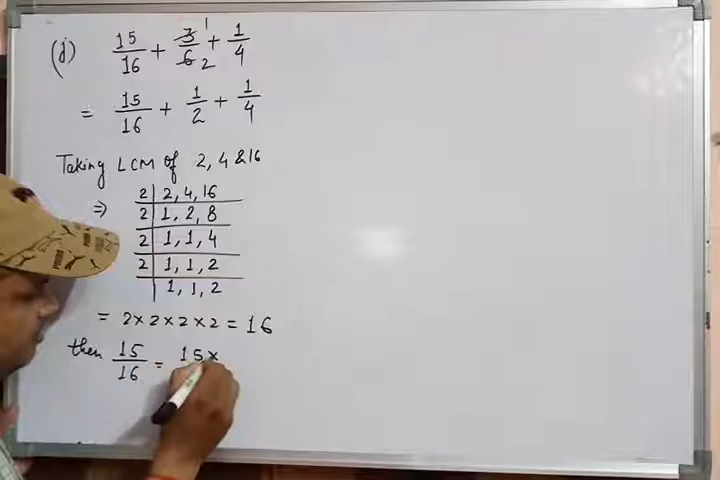 (j) 15/16 + 3/6 1 2 + 1/4
= 15/16 + 1/2 + 1/4
Taking LCM of 2, 4 & 16
⇒ 2 | 2, 4, 16
2 | 1, 2, 8
2 | 1, 1, 4
2 | 1, 1, 2
| 1, 1, 2
= 2 × 2 × 2 × 2 = 16
then 15/16 = 15 ×